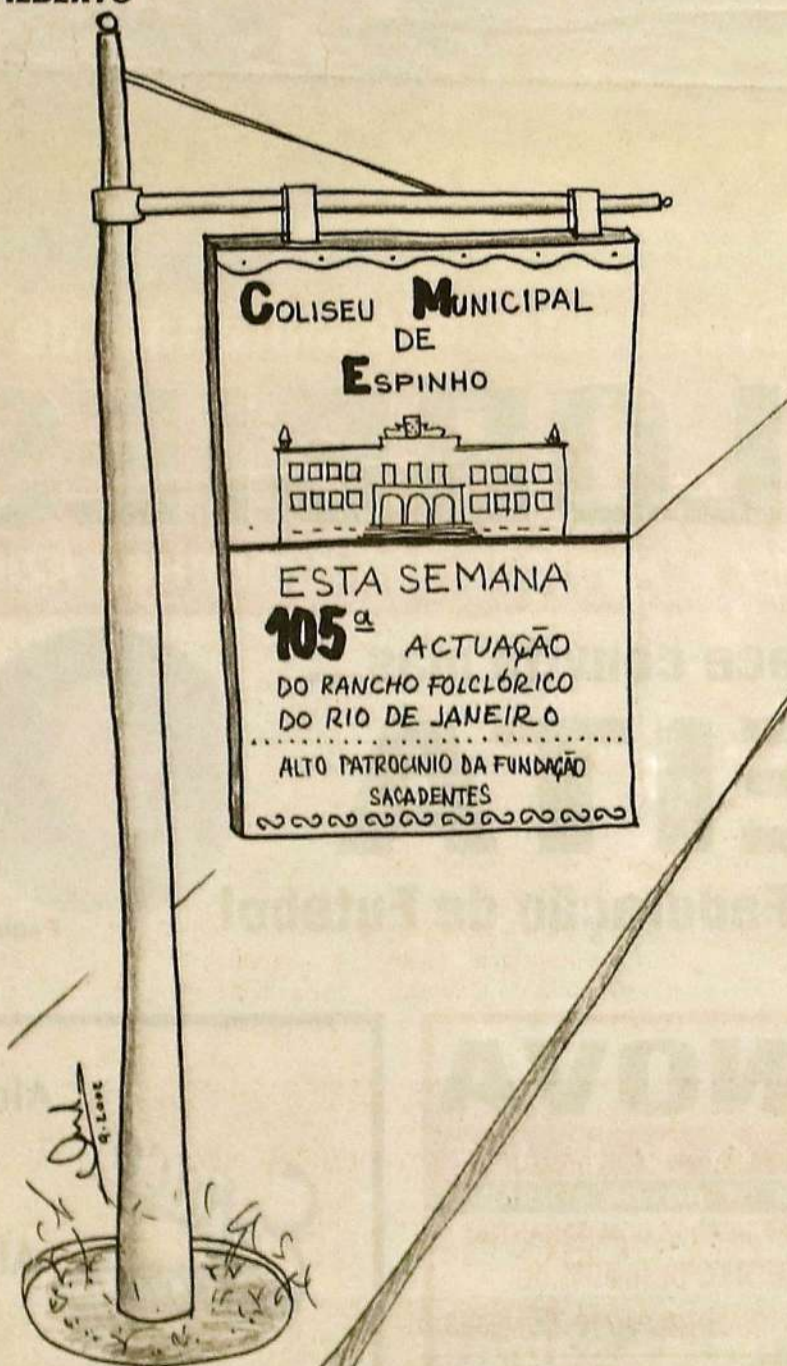 COLISEU MUNICIPAL
DE
ESPINHO
ESTA SEMANA
105ª ACTUAÇÃO
DO RANCHO FOLCLÓRICO
DO RIO DE JANEIRO
ALTO PATROCINIO DA FUNDAÇÃO
SACADENTES